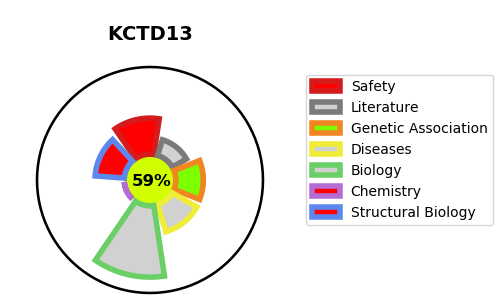 KCTD13
59%
Safety
Literature
Genetic Association
Diseases
Biology
Chemistry
Structural Biology